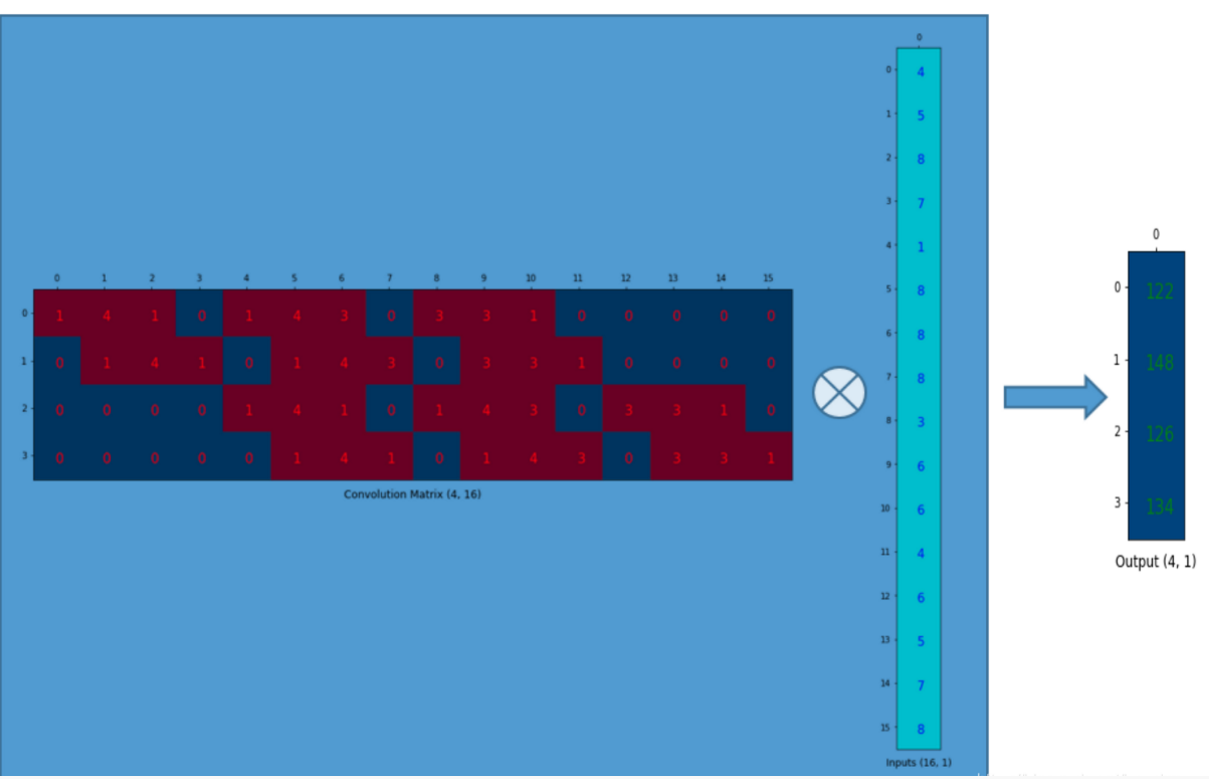 0
0 4
1 5
2 8
3 7
4 1
5 8
6 8
7 8
8 3
9 6
10 6
11 4
12 6
13 5
14 7
15 8
Inputs (16, 1)
0 1 2 3 4 5 6 7 8 9 10 11 12 13 14 15
0 1 4 1 0 1 4 3 0 3 3 1 0 0 0 0 0
1 0 1 4 1 0 1 4 3 0 3 3 1 0 0 0 0
2 0 0 0 0 1 4 1 0 1 4 3 0 3 3 1 0
3 0 0 0 0 0 1 4 1 0 1 4 3 0 3 3 1
Convolution Matrix (4, 16)
0
0 122
1 148
2 126
3 134
Output (4, 1)